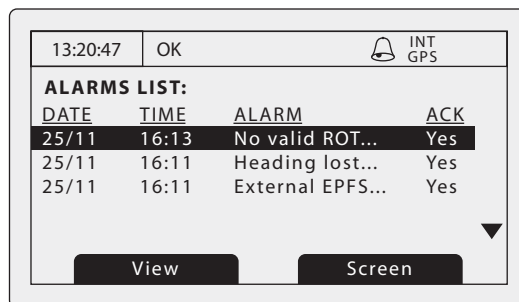 13:20:47 OK INT
GPS
ALARMS LIST:
DATE TIME ALARM ACK
25/11 16:13 No valid ROT... Yes
25/11 16:11 Heading lost... Yes
25/11 16:11 External EPFS... Yes
View Screen